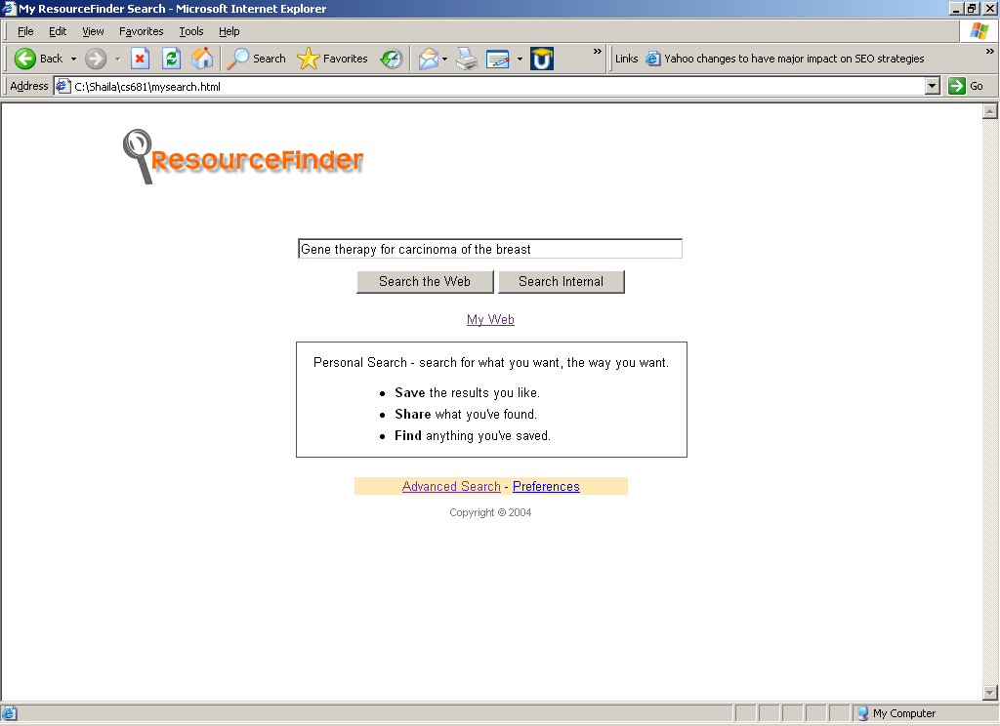 My ResourceFinder Search - Microsoft Internet Explorer
File Edit View Favorites Tools Help
Back Search Favorites » Links Yahoo changes to have major impact on SEO strategies »
Address C:\Shaila\cs681\mysearch.html Go
ResourceFinder
Gene therapy for carcinoma of the breast
Search the Web Search Internal
My Web
Personal Search - search for what you want, the way you want.
• Save the results you like.
• Share what you've found.
• Find anything you've saved.
Advanced Search - Preferences
Copyright © 2004
My Computer